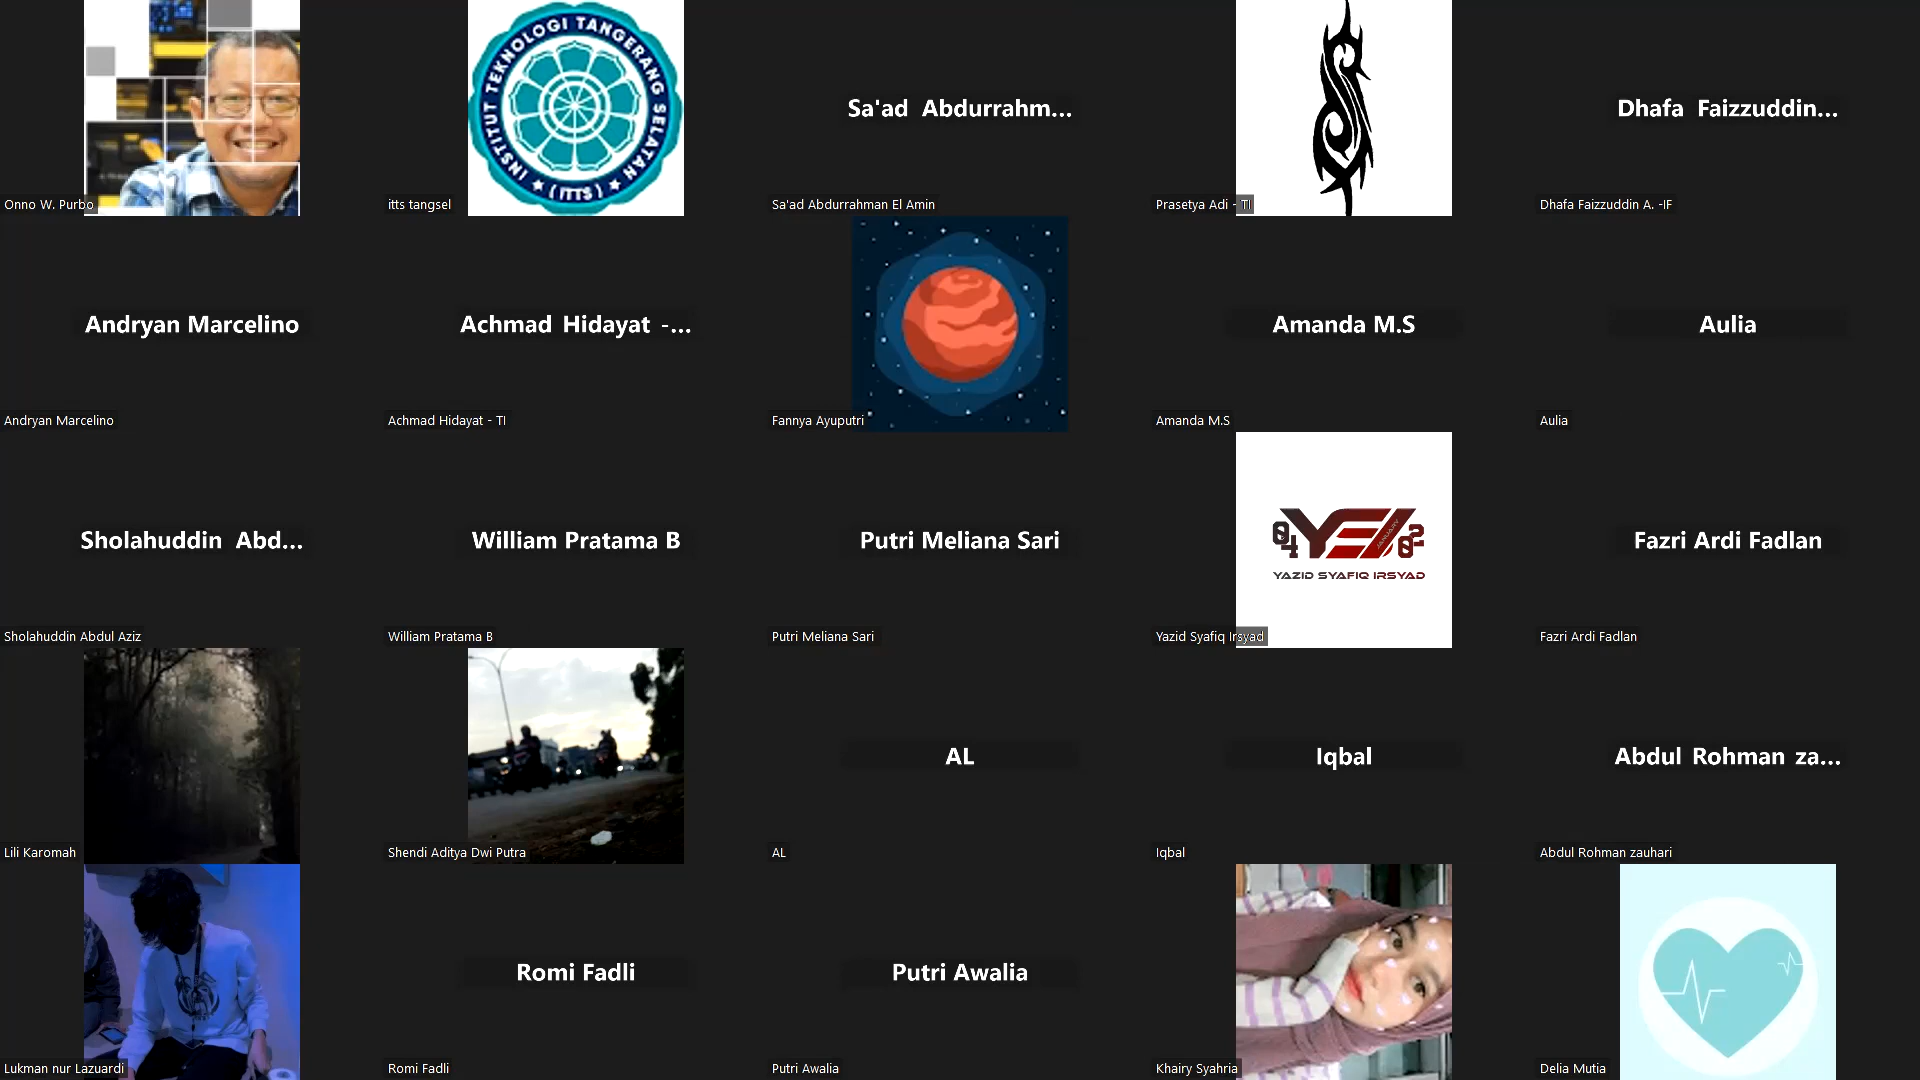 INSTITUT TEKNOLOGI TANGERANG SELATAN
★ (ITTS) ★
Sa'ad Abdurrahm...
Dhafa Faizzuddin...
Onno W. Purbo
itts tangsel
Sa'ad Abdurrahman El Amin
Prasetya Adi - TI
Dhafa Faizzuddin A. -IF
Andryan Marcelino
Achmad Hidayat -...
Amanda M.S
Aulia
Andryan Marcelino
Achmad Hidayat - TI
Fannya Ayuputri
Amanda M.S
Aulia
Sholahuddin Abd...
William Pratama B
Putri Meliana Sari
04 YSI 02
JANUARY
YAZID SYAFIQ IRSYAD
Fazri Ardi Fadlan
Sholahuddin Abdul Aziz
William Pratama B
Putri Meliana Sari
Yazid Syafiq Irsyad
Fazri Ardi Fadlan
AL
Iqbal
Abdul Rohman za...
Lili Karomah
Shendi Aditya Dwi Putra
AL
Iqbal
Abdul Rohman zauhari
Romi Fadli
Putri Awalia
Lukman nur Lazuardi
Romi Fadli
Putri Awalia
Khairy Syahria
Delia Mutia